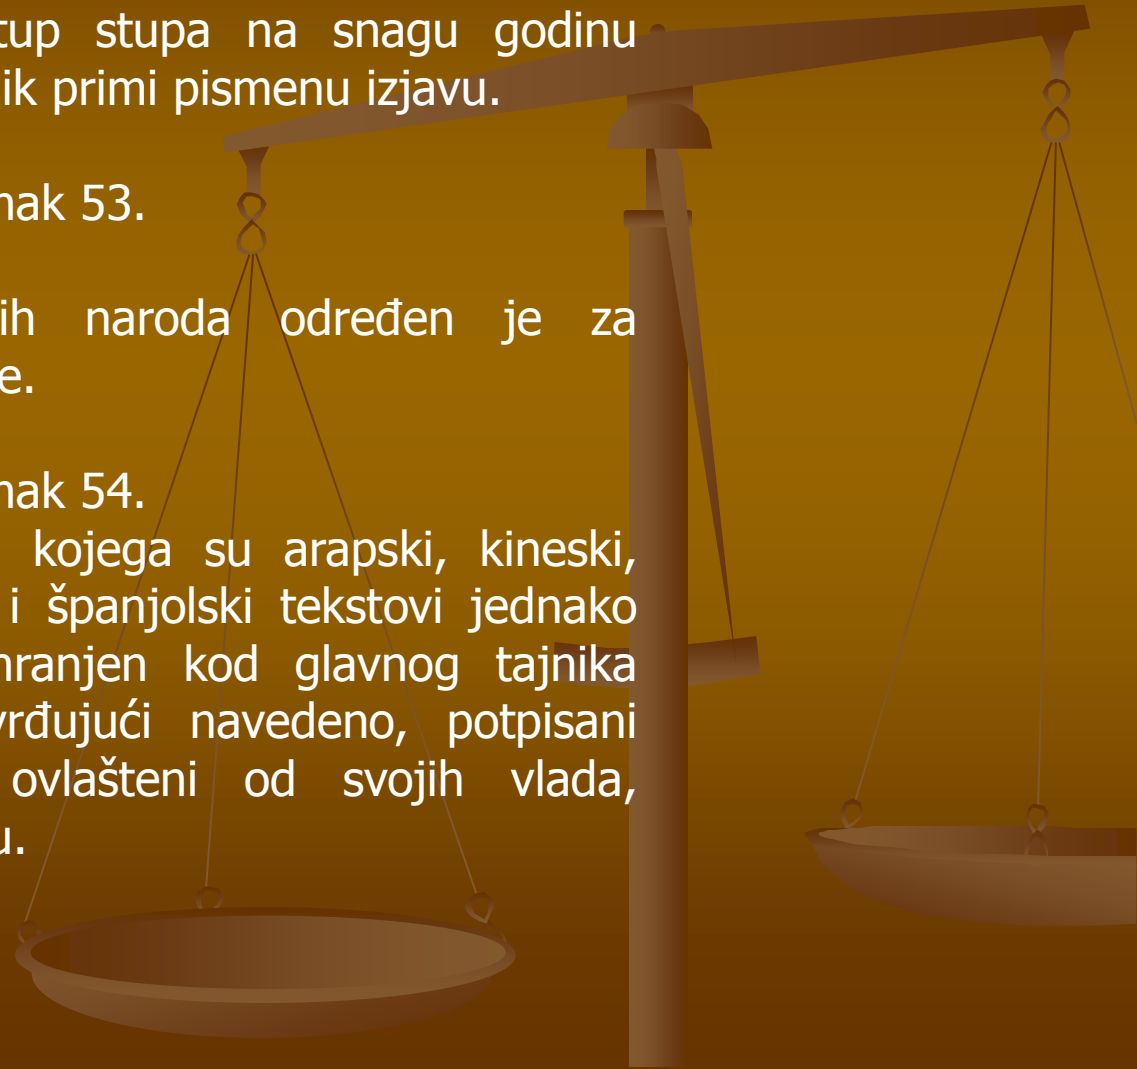 tup stupa na snagu godinu
ik primi pismenu izjavu.
nak 53.
ih naroda određen je za
e.
nak 54.
kojega su arapski, kineski,
i španjolski tekstovi jednako
hranjen kod glavnog tajnika
vrđujući navedeno, potpisani
ovlašteni od svojih vlada,
u.